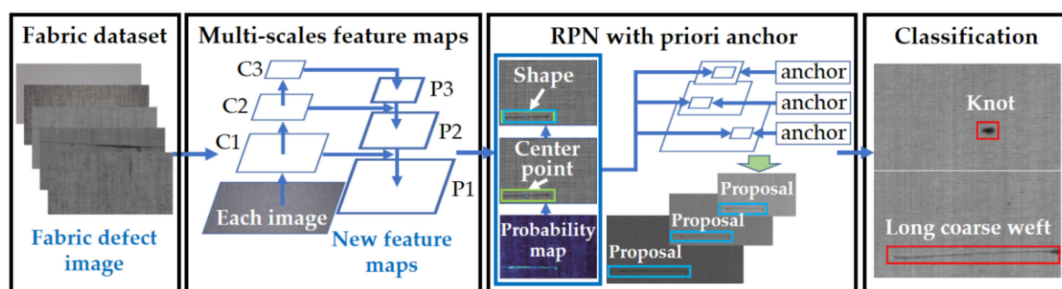 Fabric dataset
Fabric defect
image
Multi-scales feature maps
C3
C2
C1
P3
P2
P1
Each image
New feature
maps
RPN with priori anchor
Shape
Center
point
Probability
map
anchor
anchor
anchor
Proposal
Proposal
Proposal
Classification
Knot
Long coarse weft